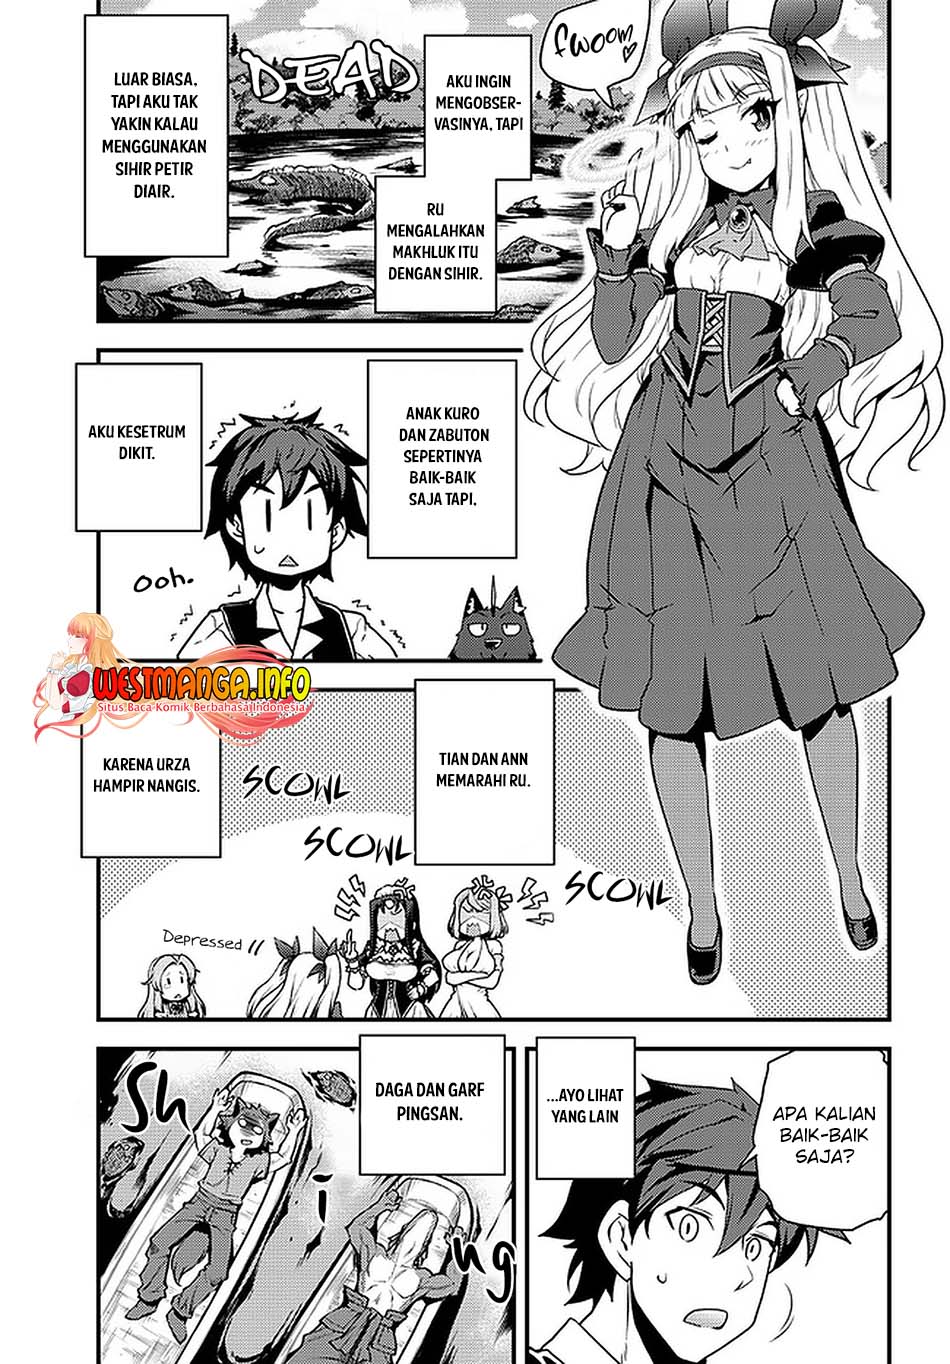 fwoom
DEAD
AKU INGIN
MENGOBSER-
VASINYA, TAPI
RU
MENGALAHKAN
MAKHLUK ITU
DENGAN SIHIR.
LUAR BIASA,
TAPI AKU TAK
YAKIN KALAU
MENGGUNAKAN
SIHIR PETIR
DIAIR.
ANAK KURO
DAN ZABUTON
SEPERTINYA
BAIK-BAIK
SAJA TAPI,
AKU KESETRUM
DIKIT.
Ooh.
WESTMANGA.INFO
Situs Baca Komik Berbahasa Indonesia
TIAN DAN ANN
MEMARAHI RU.
KARENA URZA
HAMPIR NANGIS.
SCOWL
SCOWL
SCOWL
Depressed
APA KALIAN
BAIK-BAIK
SAJA?
...AYO LIHAT
YANG LAIN
DAGA DAN GARF
PINGSAN.
Sh
i
ng